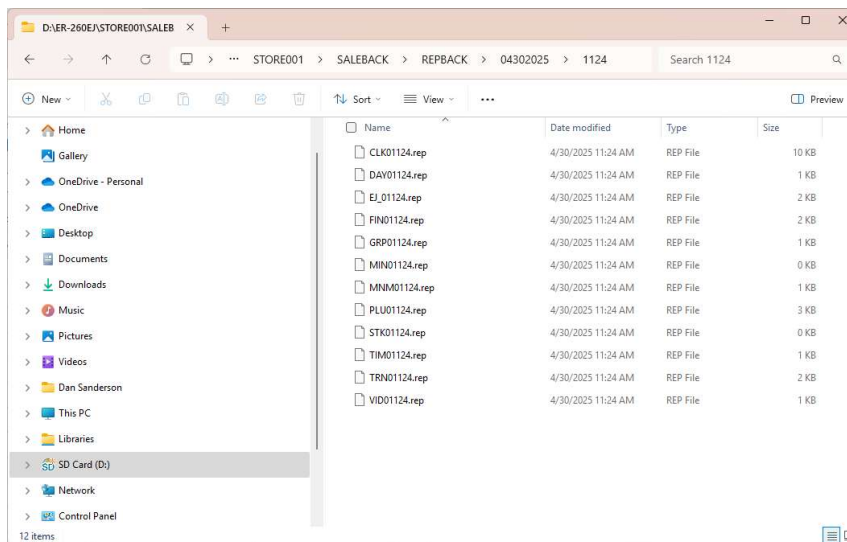 D:\ER-260EJ\STORE001\SALEB
STORE001 > SALEBACK > REPBACK > 04302025 > 1124
Search 1124
New
Sort
View
Preview
Home
Gallery
OneDrive - Personal
OneDrive
Desktop
Documents
Downloads
Music
Pictures
Videos
Dan Sanderson
This PC
Libraries
SD Card (D:)
Network
Control Panel
Name Date modified Type Size
CLK01124.rep 4/30/2025 11:24 AM REP File 10 KB
DAY01124.rep 4/30/2025 11:24 AM REP File 1 KB
EJ_01124.rep 4/30/2025 11:24 AM REP File 2 KB
FIN01124.rep 4/30/2025 11:24 AM REP File 2 KB
GRP01124.rep 4/30/2025 11:24 AM REP File 1 KB
MIN01124.rep 4/30/2025 11:24 AM REP File 0 KB
MNM01124.rep 4/30/2025 11:24 AM REP File 1 KB
PLU01124.rep 4/30/2025 11:24 AM REP File 3 KB
STK01124.rep 4/30/2025 11:24 AM REP File 0 KB
TIM01124.rep 4/30/2025 11:24 AM REP File 1 KB
TRN01124.rep 4/30/2025 11:24 AM REP File 2 KB
VID01124.rep 4/30/2025 11:24 AM REP File 1 KB
12 items